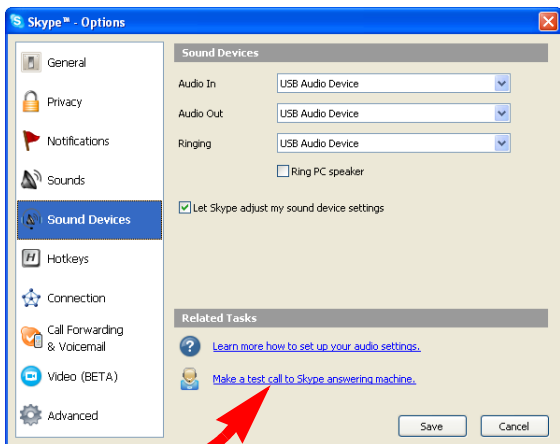 Skype™ - Options
General
Privacy
Notifications
Sounds
Sound Devices
Hotkeys
Connection
Call Forwarding
& Voicemail
Video (BETA)
Advanced
Sound Devices
Audio In
USB Audio Device
Audio Out
USB Audio Device
Ringing
USB Audio Device
Ring PC speaker
Let Skype adjust my sound device settings
Related Tasks
Learn more how to set up your audio settings.
Make a test call to Skype answering machine.
Save
Cancel